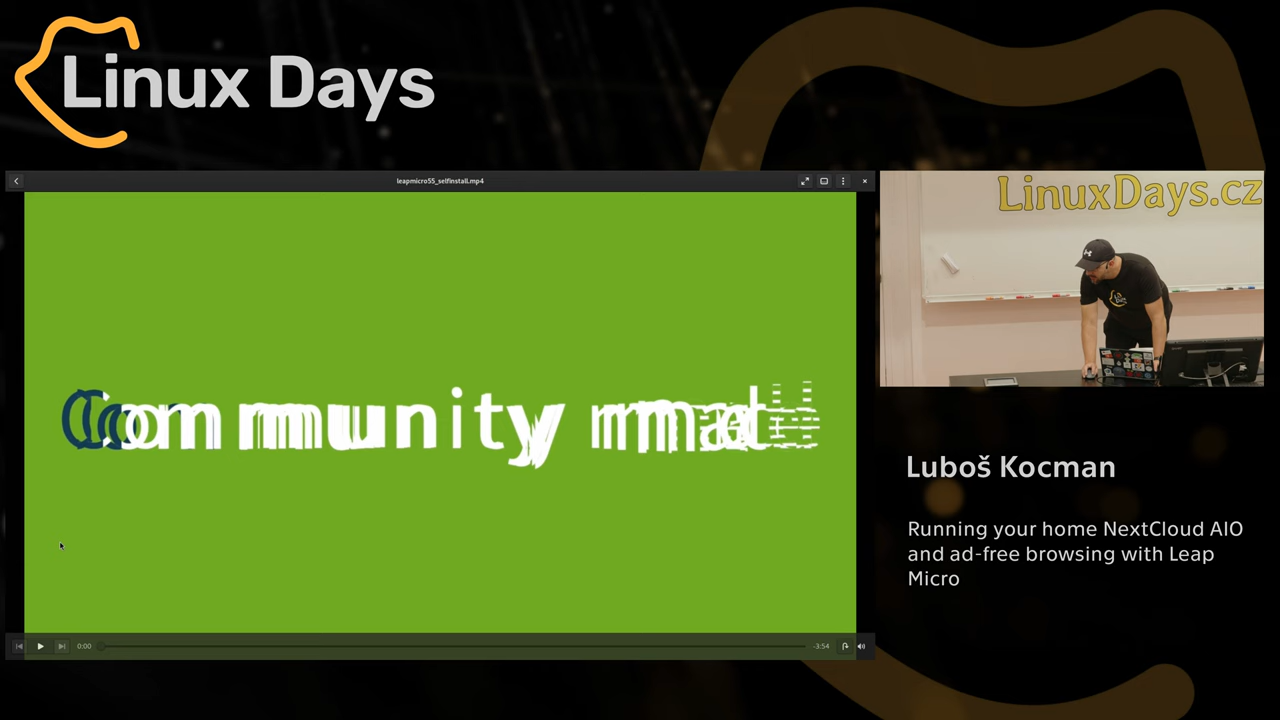 Linux Days
leapmicro55_selfinstall.mp4
Community
0:00
-3:54
LinuxDays.cz
Luboš Kocman
Running your home NextCloud AIO
and ad-free browsing with Leap
Micro